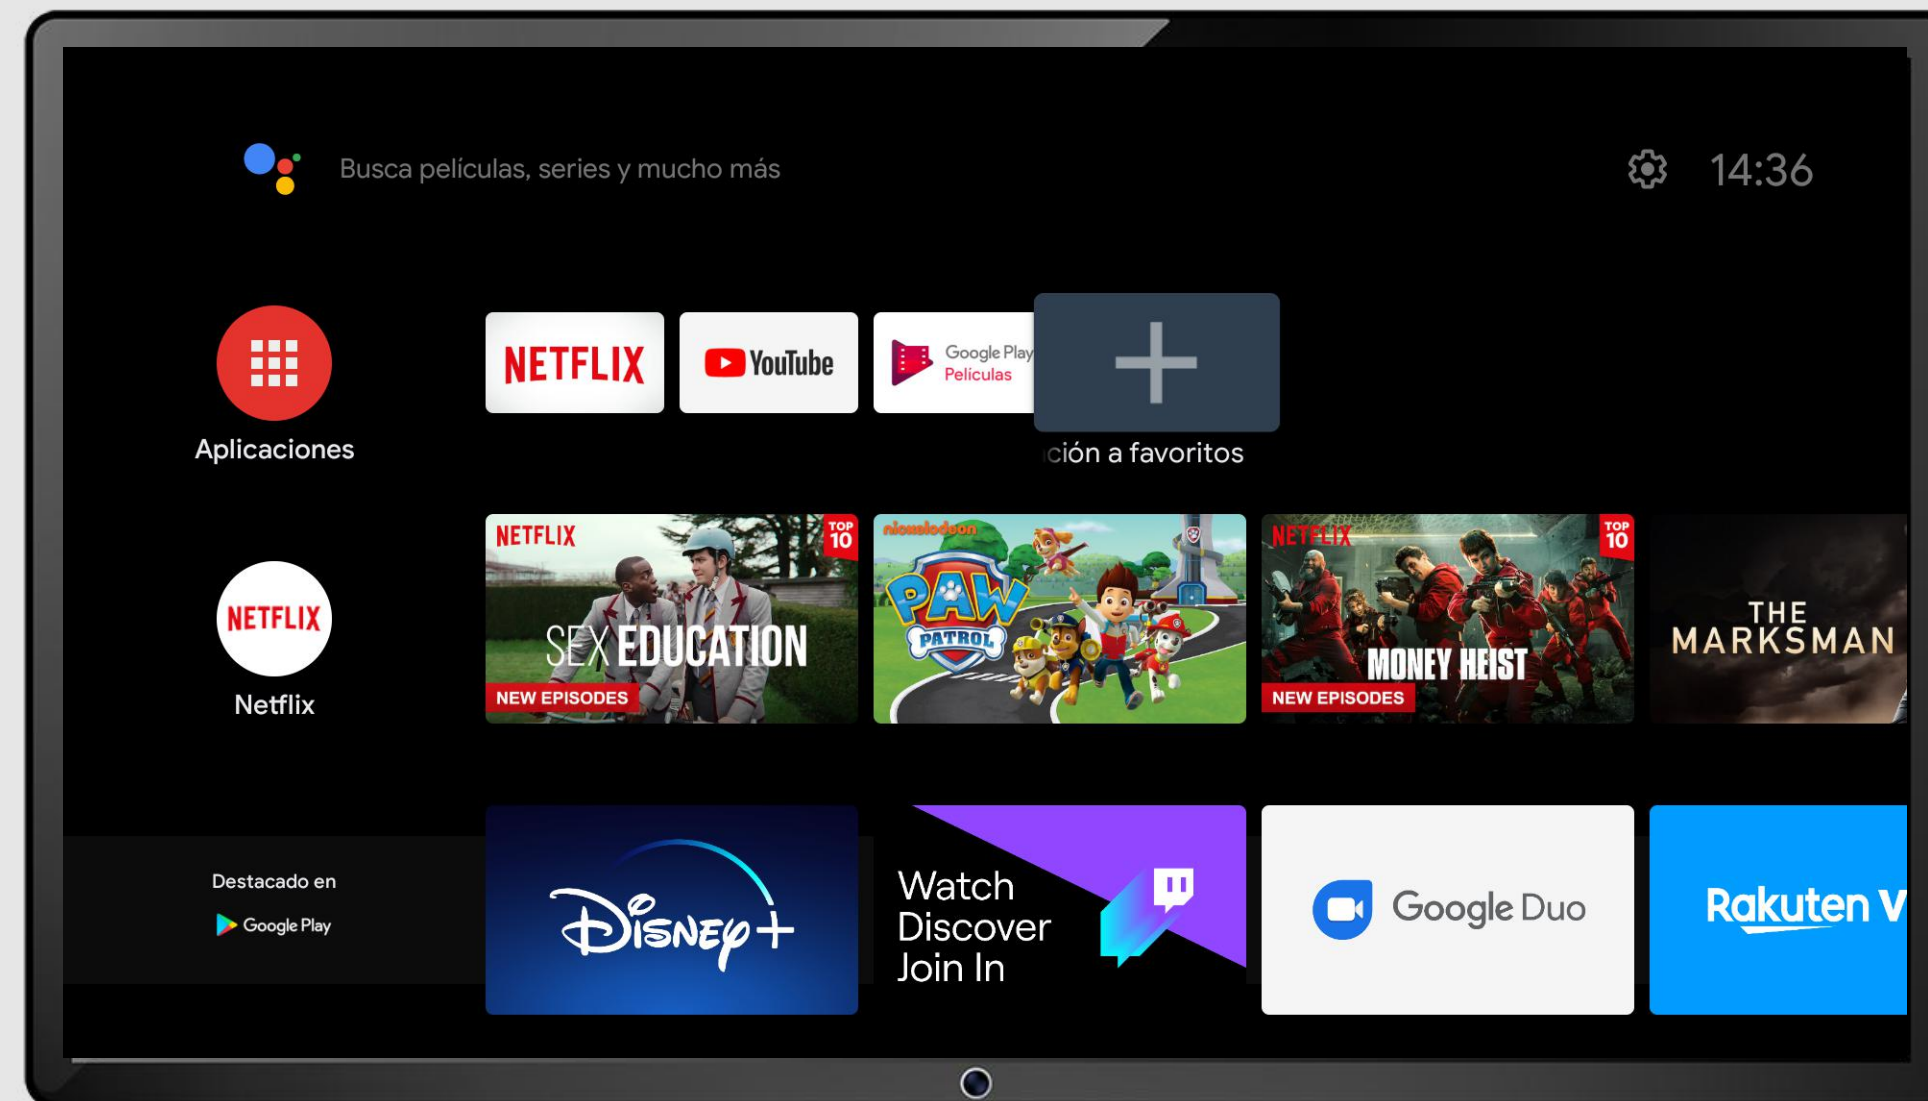 Busca películas, series y mucho más
14:36
NETFLIX
YouTube
Google Play
Películas
Aplicaciones
ción a favoritos
NETFLIX
TOP
10
SEX EDUCATION
NEW EPISODES
nickelodeon
PAW
PATROL
NETFLIX
TOP
10
MONEY HEIST
NEW EPISODES
THE
MARKSMAN
NETFLIX
Netflix
Destacado en
Google Play
Disney+
Watch
Discover
Join In
Google Duo
Rakuten V